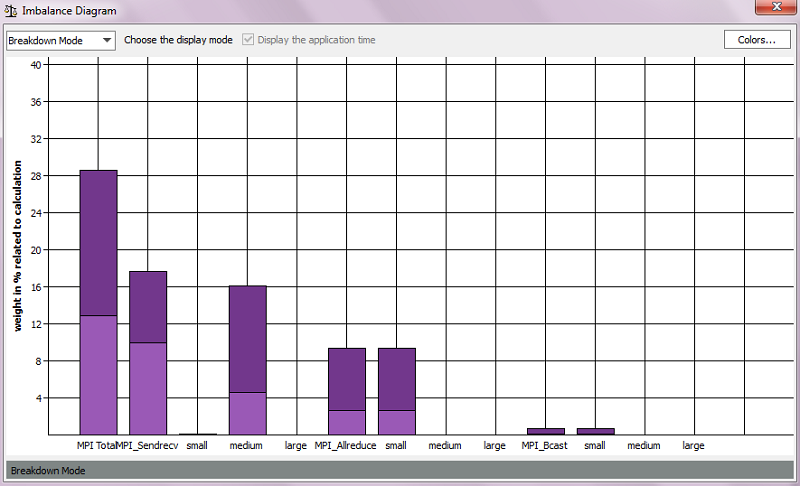 Imbalance Diagram
Breakdown Mode Choose the display mode Display the application time Colors...
40
36
32
28
24
20
16
12
8
4
weight in % related to calculation
MPI Total MPI_Sendrecv small medium large MPI_Allreduce small medium large MPI_Bcast small medium large
Breakdown Mode